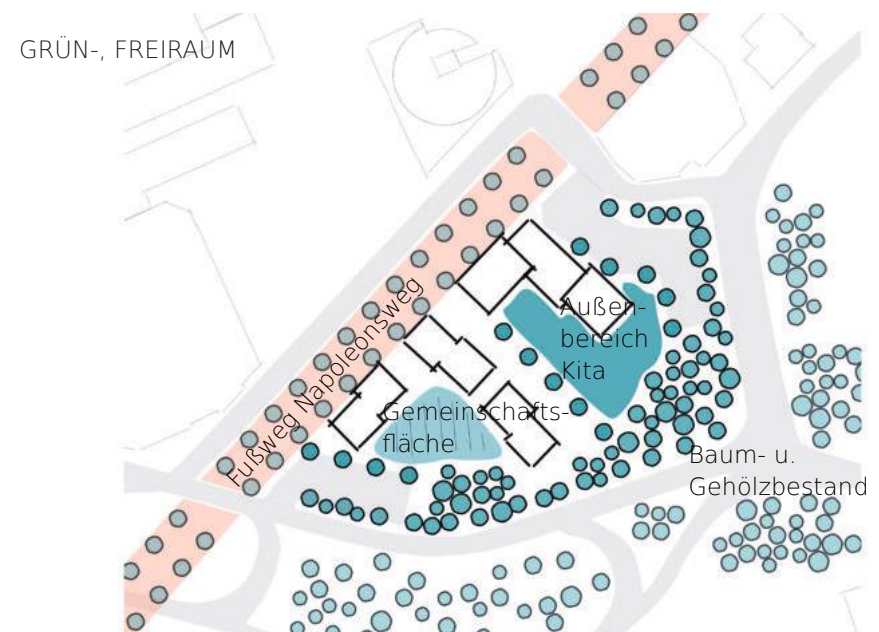 GRÜN-, FREIRAUM
Fußweg Napoleonsweg
Außen-
bereich
Kita
Gemeinschafts-
fläche
Baum- u.
Gehölzbestand